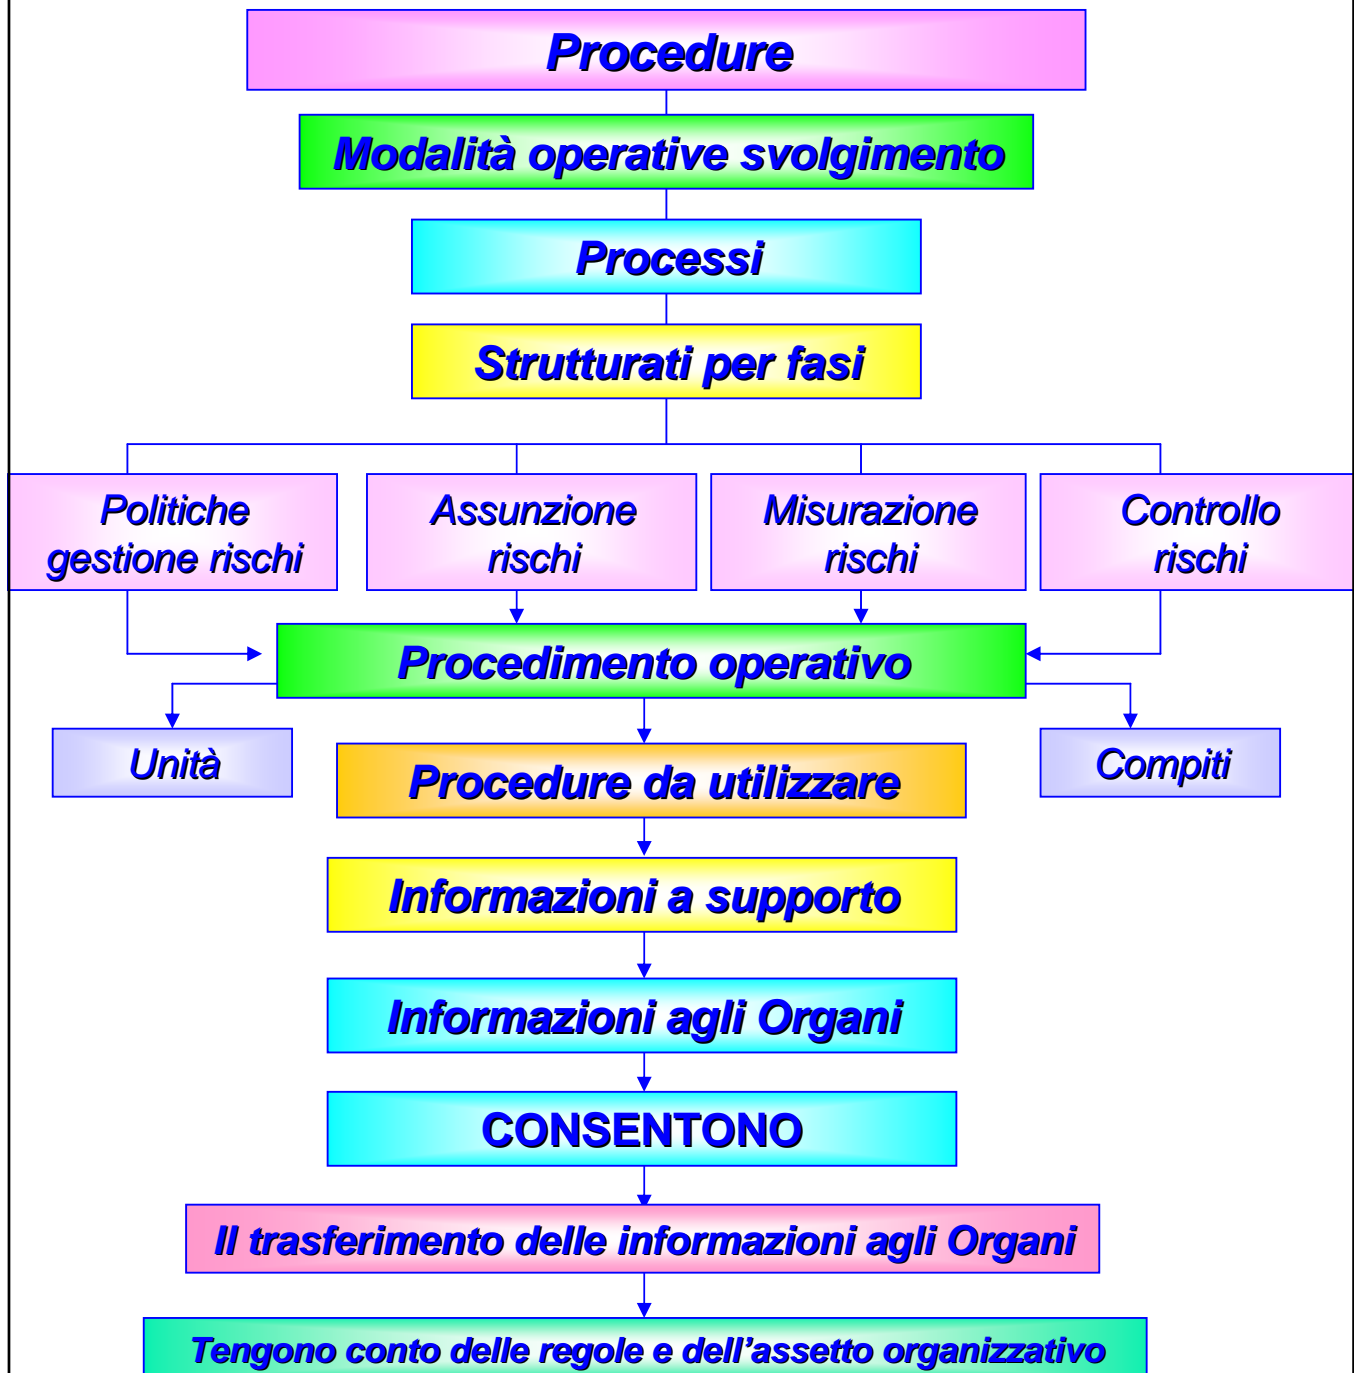 Procedure
Modalità operative svolgimento
Processi
Strutturati per fasi
Politiche
gestione rischi
Assunzione
rischi
Misurazione
rischi
Controllo
rischi
Procedimento operativo
Unità
Procedure da utilizzare
Compiti
Informazioni a supporto
Informazioni agli Organi
CONSENTONO
Il trasferimento delle informazioni agli Organi
Tengono conto delle regole e dell’assetto organizzativo